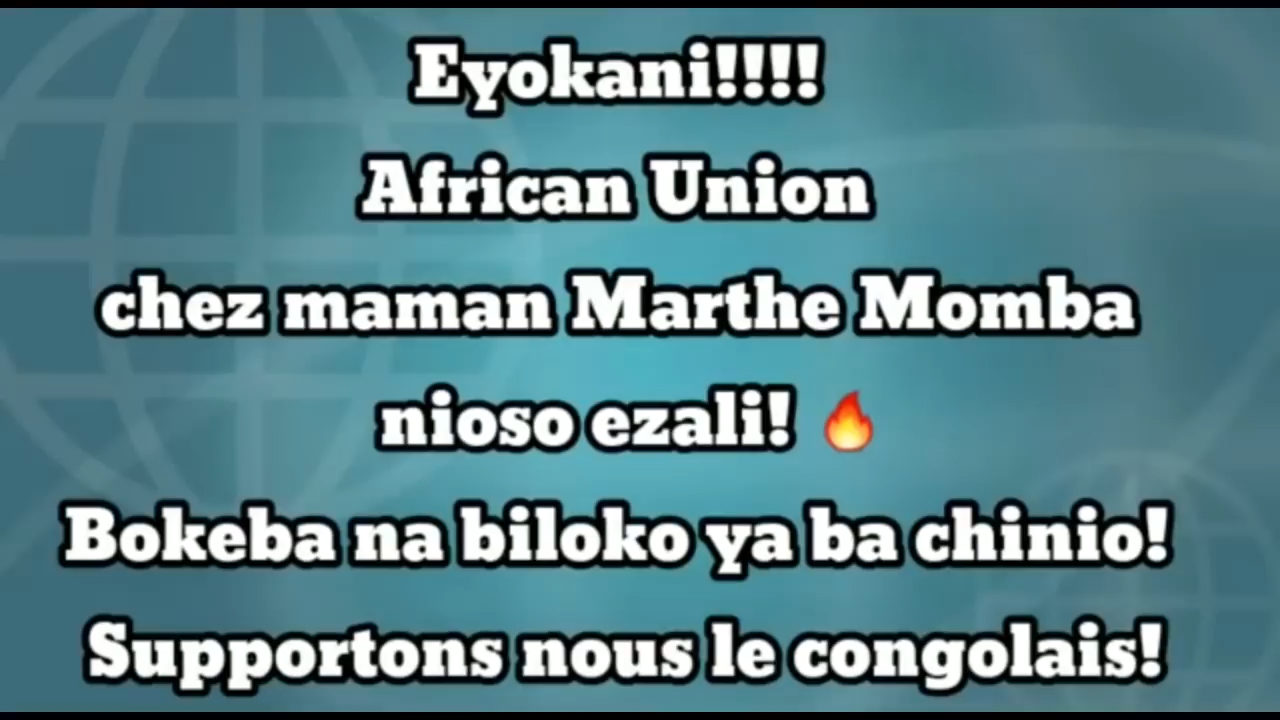 Eyokani!!!!
African Union
chez maman Marthe Momba
nioso ezali! 🔥
Bokeba na biloko ya ba chinio!
Supportons nous le congolais!